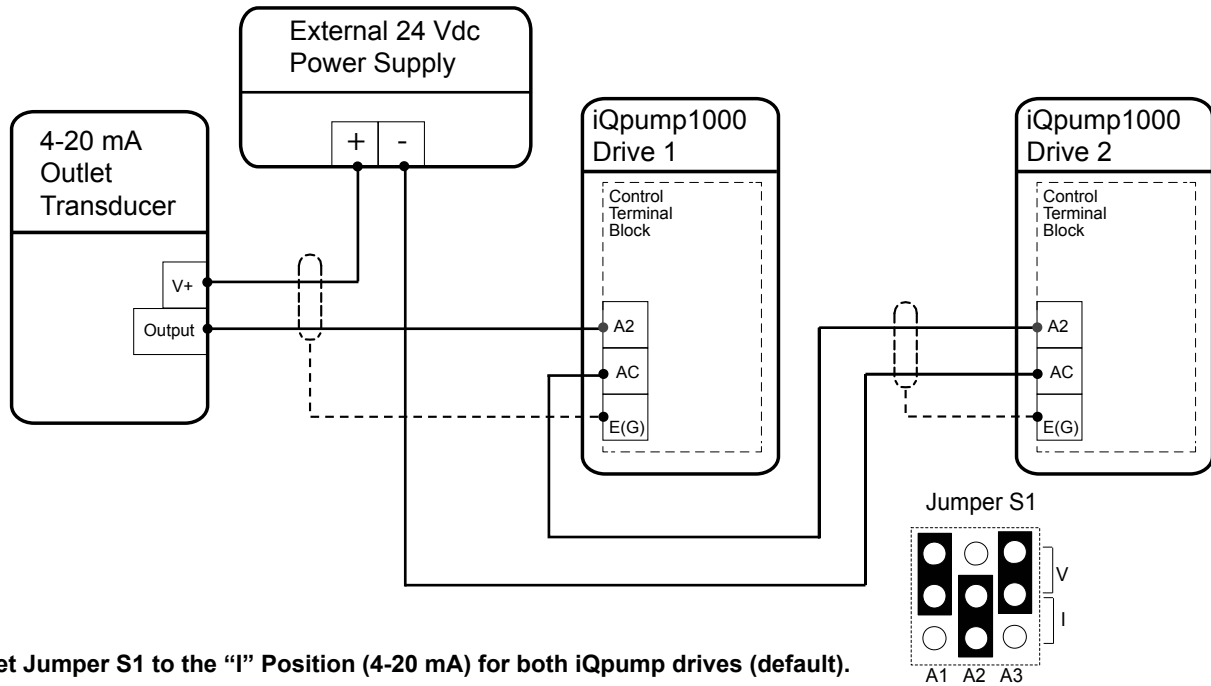 External 24 Vdc
Power Supply
+ -
4-20 mA
Outlet
Transducer
V+
Output
iQpump1000
Drive 1
Control
Terminal
Block
A2
AC
E(G)
iQpump1000
Drive 2
Control
Terminal
Block
A2
AC
E(G)
Jumper S1
V
I
A1 A2 A3
et Jumper S1 to the “I” Position (4-20 mA) for both iQpump drives (default).